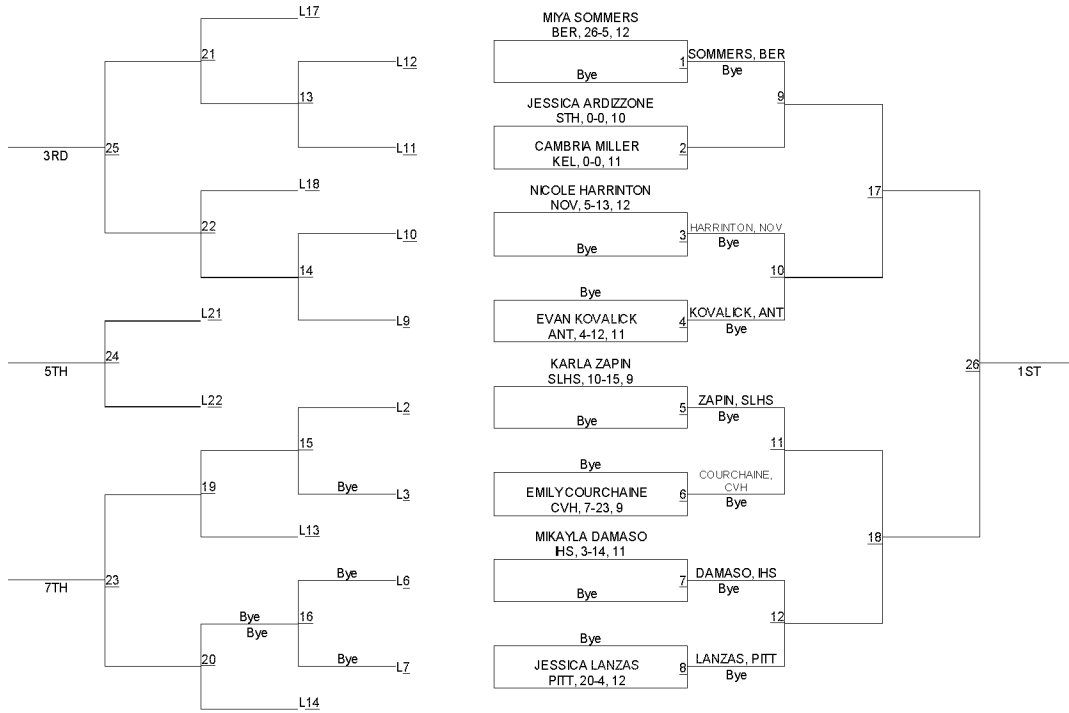 L17
21
L12
13
L11
3RD
25
L18
22
L10
14
L9
L21
24
5TH
L22
L2
15
Bye
L3
19
L13
7TH
23
Bye
L6
Bye
Bye
16
Bye
L7
20
L14
MIYA SOMMERS
BER, 26-5, 12
Bye
1
SOMMERS, BER
Bye
9
JESSICA ARDIZZONE
STH, 0-0, 10
CAMBRIA MILLER
KEL, 0-0, 11
2
17
NICOLE HARRINTON
NOV, 5-13, 12
Bye
3
HARRINTON, NOV
Bye
10
Bye
EVAN KOVALICK
ANT, 4-12, 11
4
KOVALICK, ANT
Bye
26
1ST
KARLA ZAPIN
SLHS, 10-15, 9
Bye
5
ZAPIN, SLHS
Bye
11
Bye
EMILY COURCHAINE
CVH, 7-23, 9
6
COURCHAINE,
CVH
Bye
18
MIKAYLA DAMASO
IHS, 3-14, 11
Bye
7
DAMASO, IHS
Bye
12
Bye
JESSICA LANZAS
PITT, 20-4, 12
8
LANZAS, PITT
Bye